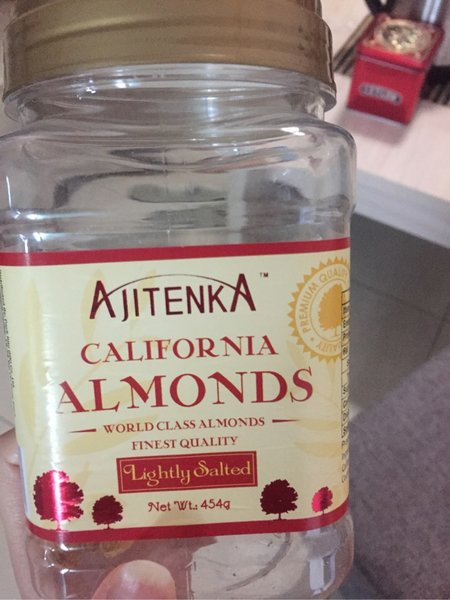 AJITENKA™
PREMIUM QUALITY
CALIFORNIA
ALMONDS
WORLD CLASS ALMONDS
FINEST QUALITY
Lightly Salted
Net Wt.: 454g